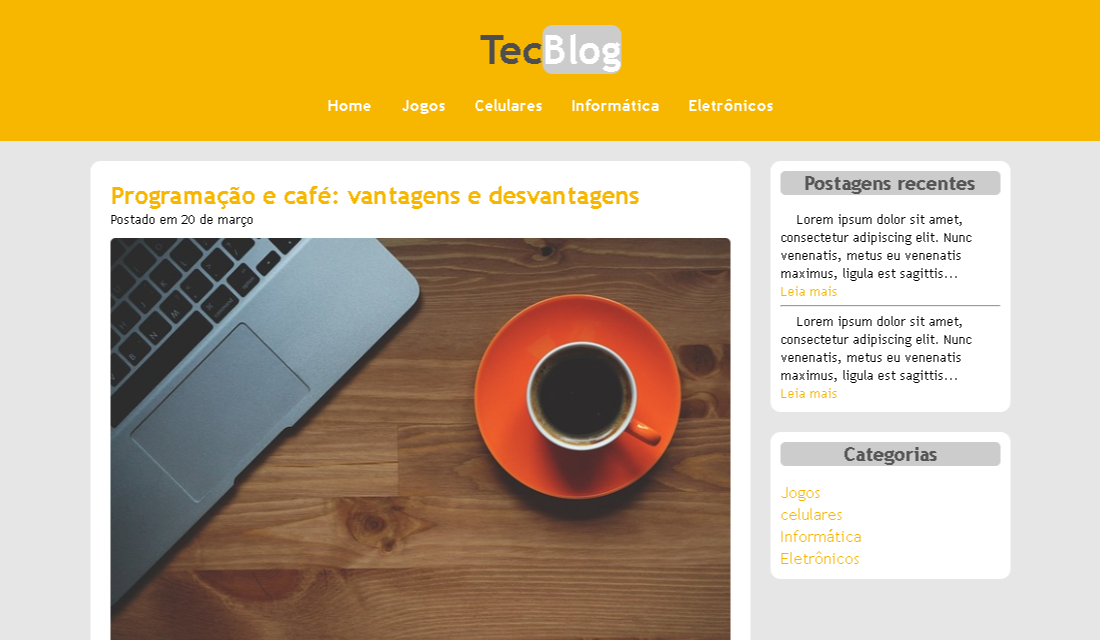 TecBlog
Home Jogos Celulares Informática Eletrônicos
Programação e café: vantagens e desvantagens
Postado em 20 de março
Postagens recentes
Lorem ipsum dolor sit amet,
consectetur adipiscing elit. Nunc
venenatis, metus eu venenatis
maximus, ligula est sagittis...
Leia mais
Lorem ipsum dolor sit amet,
consectetur adipiscing elit. Nunc
venenatis, metus eu venenatis
maximus, ligula est sagittis...
Leia mais
Categorias
Jogos
celulares
Informática
Eletrônicos